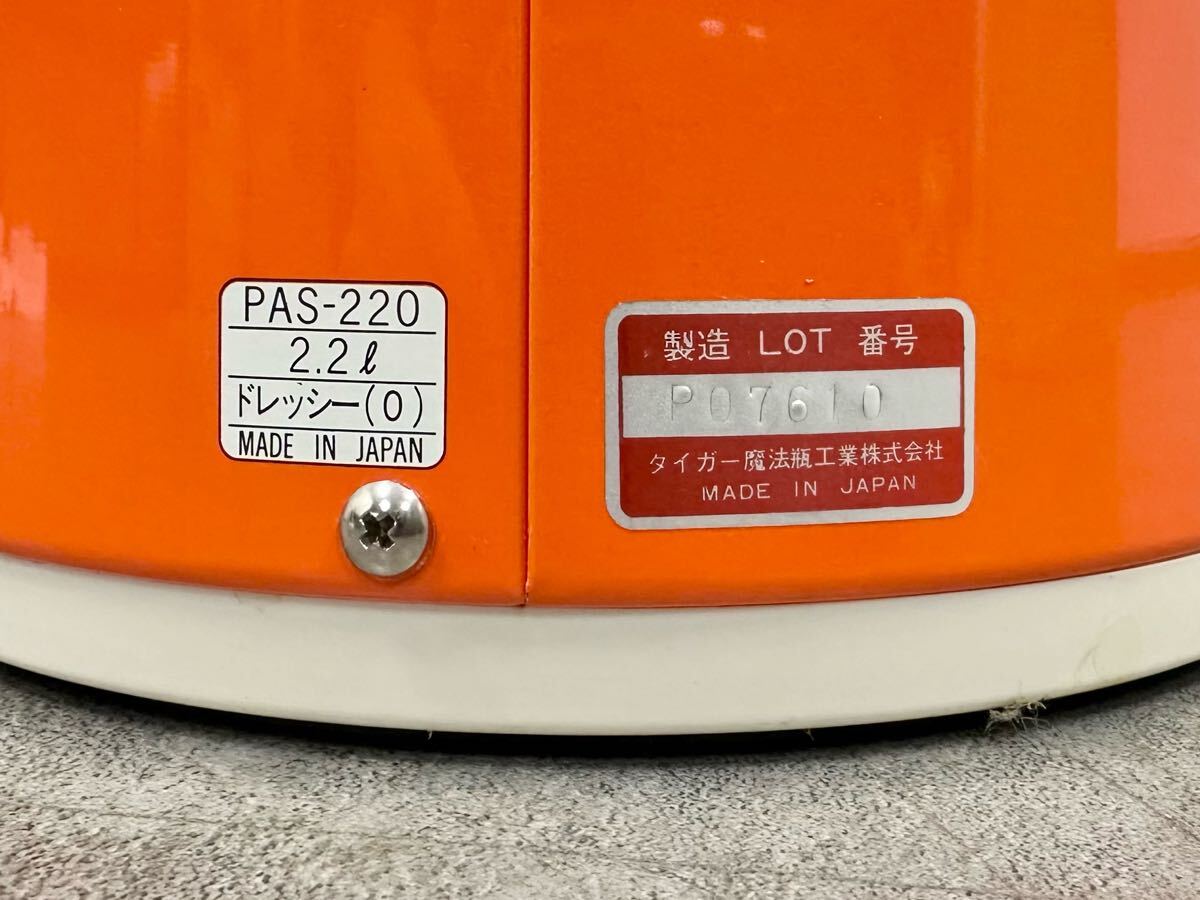 PAS-220
2.2ℓ
ドレッシー(O)
MADE IN JAPAN
製造 LOT 番号
P07610
タイガー魔法瓶工業株式会社
MADE IN JAPAN